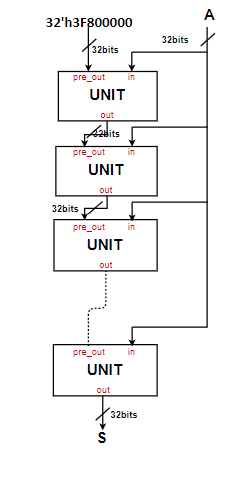 32'h3F800000 A
32bits 32bits
pre_out in
UNIT
out
32bits
pre_out in
UNIT
out
32bits
pre_out in
UNIT
out
pre_out in
UNIT
out
32bits
S